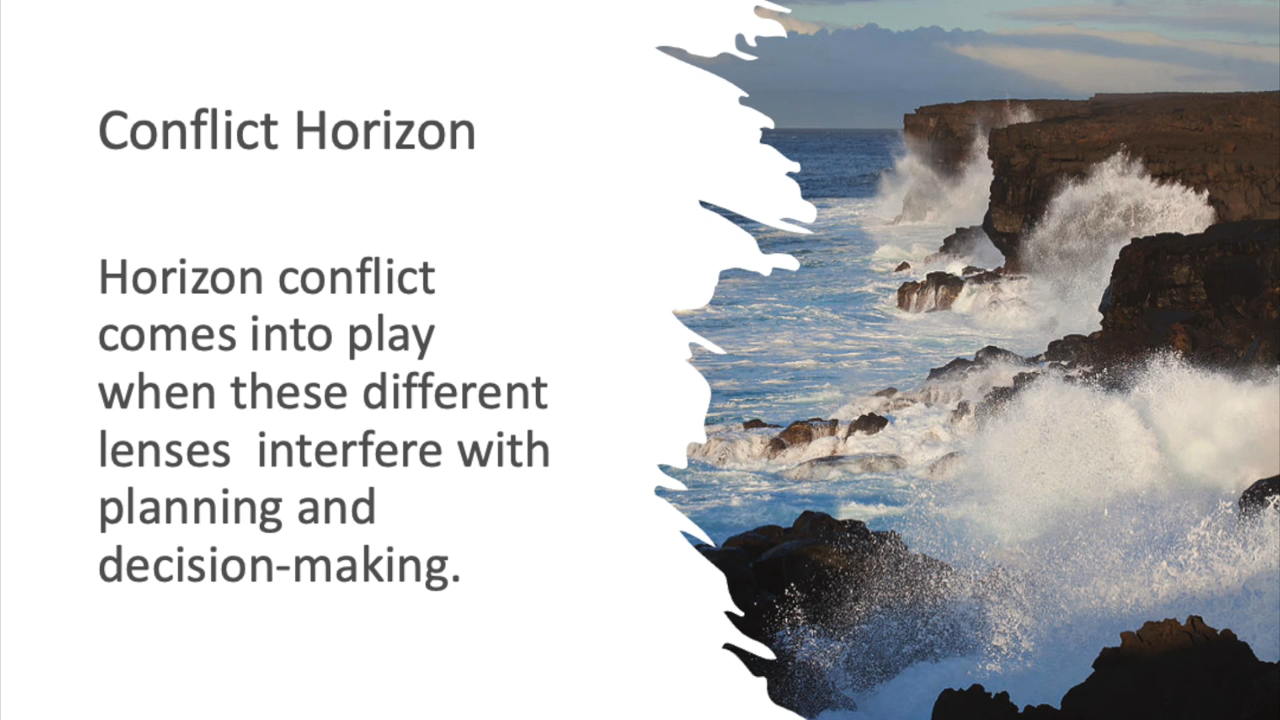 Conflict Horizon
Horizon conflict
comes into play
when these different
lenses  interfere with
planning and
decision-making.